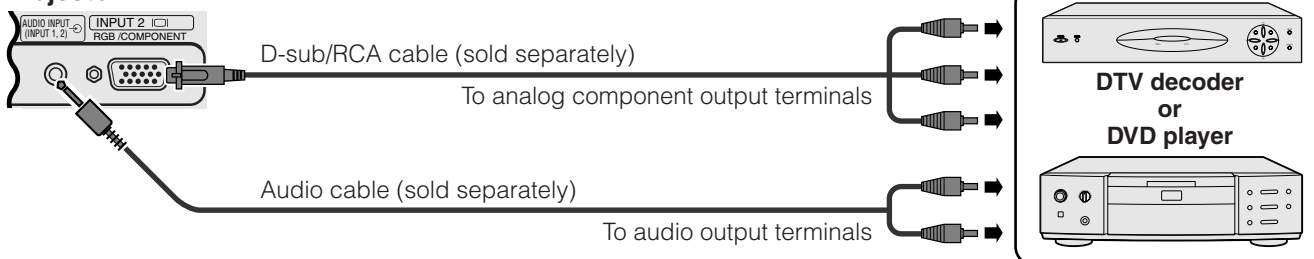 AUDIO INPUT
(INPUT 1, 2)
INPUT 2
RGB /COMPONENT
D-sub/RCA cable (sold separately)
To analog component output terminals
DTV decoder
or
DVD player
Audio cable (sold separately)
To audio output terminals